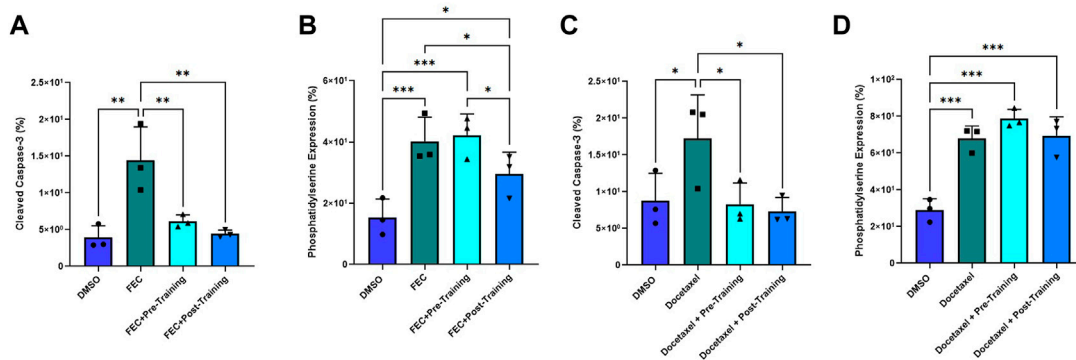 A
Cleaved Caspase-3 (%)
2.5×10¹
2.0×10¹
1.5×10¹
1.0×10¹
5×10⁰
0
**
**
**
DMSO
FEC
FEC+Pre-Training
FEC+Post-Training
B
Phosphatidylserine Expression (%)
6×10¹
4×10¹
2×10¹
0
*
*
***
***
*
DMSO
FEC
FEC+Pre-Training
FEC+Post-Training
C
Cleaved Caspase-3 (%)
2.5×10¹
2.0×10¹
1.5×10¹
1.0×10¹
5×10⁰
0
*
*
*
DMSO
Docetaxel
Docetaxel + Pre-Training
Docetaxel + Post-Training
D
Phosphatidylserine Expression (%)
1×10²
8×10¹
6×10¹
4×10¹
2×10¹
0
***
***
***
DMSO
Docetaxel
Docetaxel + Pre-Training
Docetaxel + Post-Training